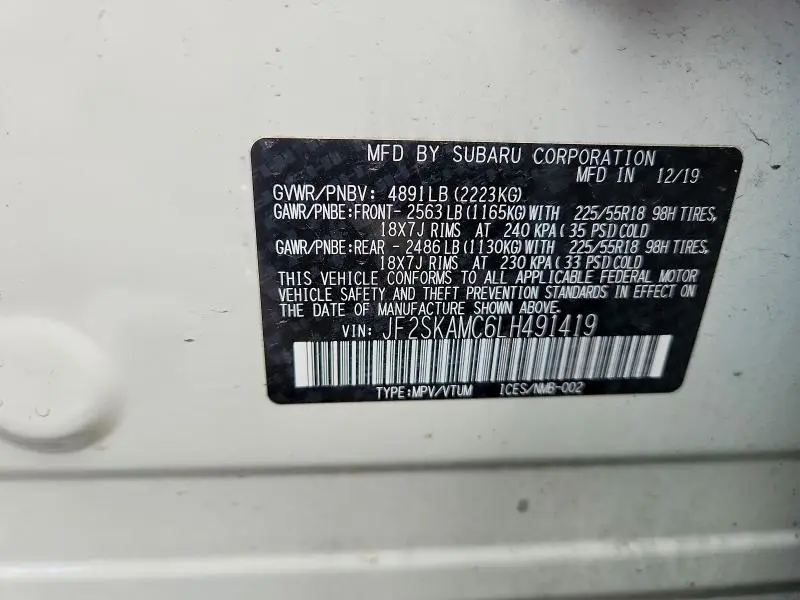 MFD BY SUBARU CORPORATION
MFD IN 12/19
GVWR/PNBV: 4891LB (2223KG)
GAWR/PNBE:FRONT- 2563LB (1165KG) WITH 225/55R18 98H TIRES,
18X7J RIMS AT 240 KPA(35 PSI)COLD
GAWR/PNBE:REAR - 2486LB (1130KG) WITH 225/55R18 98H TIRES,
18X7J RIMS AT 230 KPA(33 PSI)COLD
THIS VEHICLE CONFORMS TO ALL APPLICABLE FEDERAL MOTOR
VEHICLE SAFETY AND THEFT PREVENTION STANDARDS IN EFFECT ON
THE DATE OF MANUFACTURE SHOWN ABOVE.
VIN: JF2SKAMC6LH491419
TYPE:MPV/VTUM ICES/NMB-002